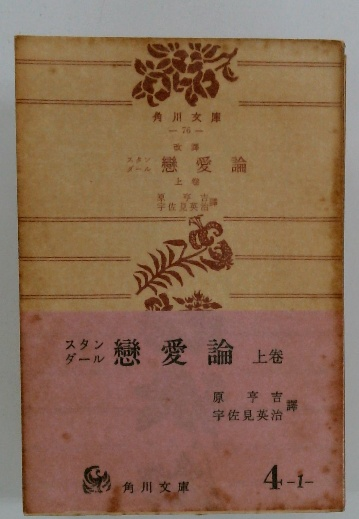 角川文庫
— 76 —
改譯
スタンダール 戀愛論
上巻
原亨吉
宇佐見英治 譯
スタンダール 戀愛論 上巻
原亨吉
宇佐見英治 譯
角川文庫 4-1-